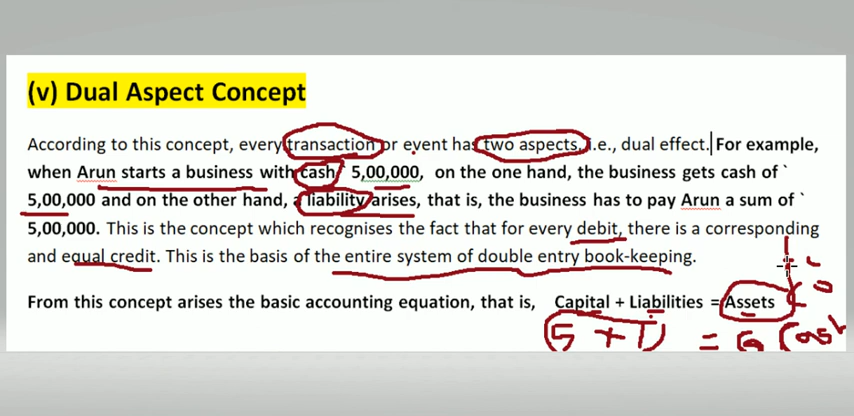 (v) Dual Aspect Concept
According to this concept, every transaction or event has two aspects, i.e., dual effect. For example,
when Arun starts a business with cash ` 5,00,000, on the one hand, the business gets cash of `
5,00,000 and on the other hand, a liability arises, that is, the business has to pay Arun a sum of `
5,00,000. This is the concept which recognises the fact that for every debit, there is a corresponding
and equal credit. This is the basis of the entire system of double entry book-keeping.
From this concept arises the basic accounting equation, that is, Capital + Liabilities = Assets
5 + 1 = 6 Cash